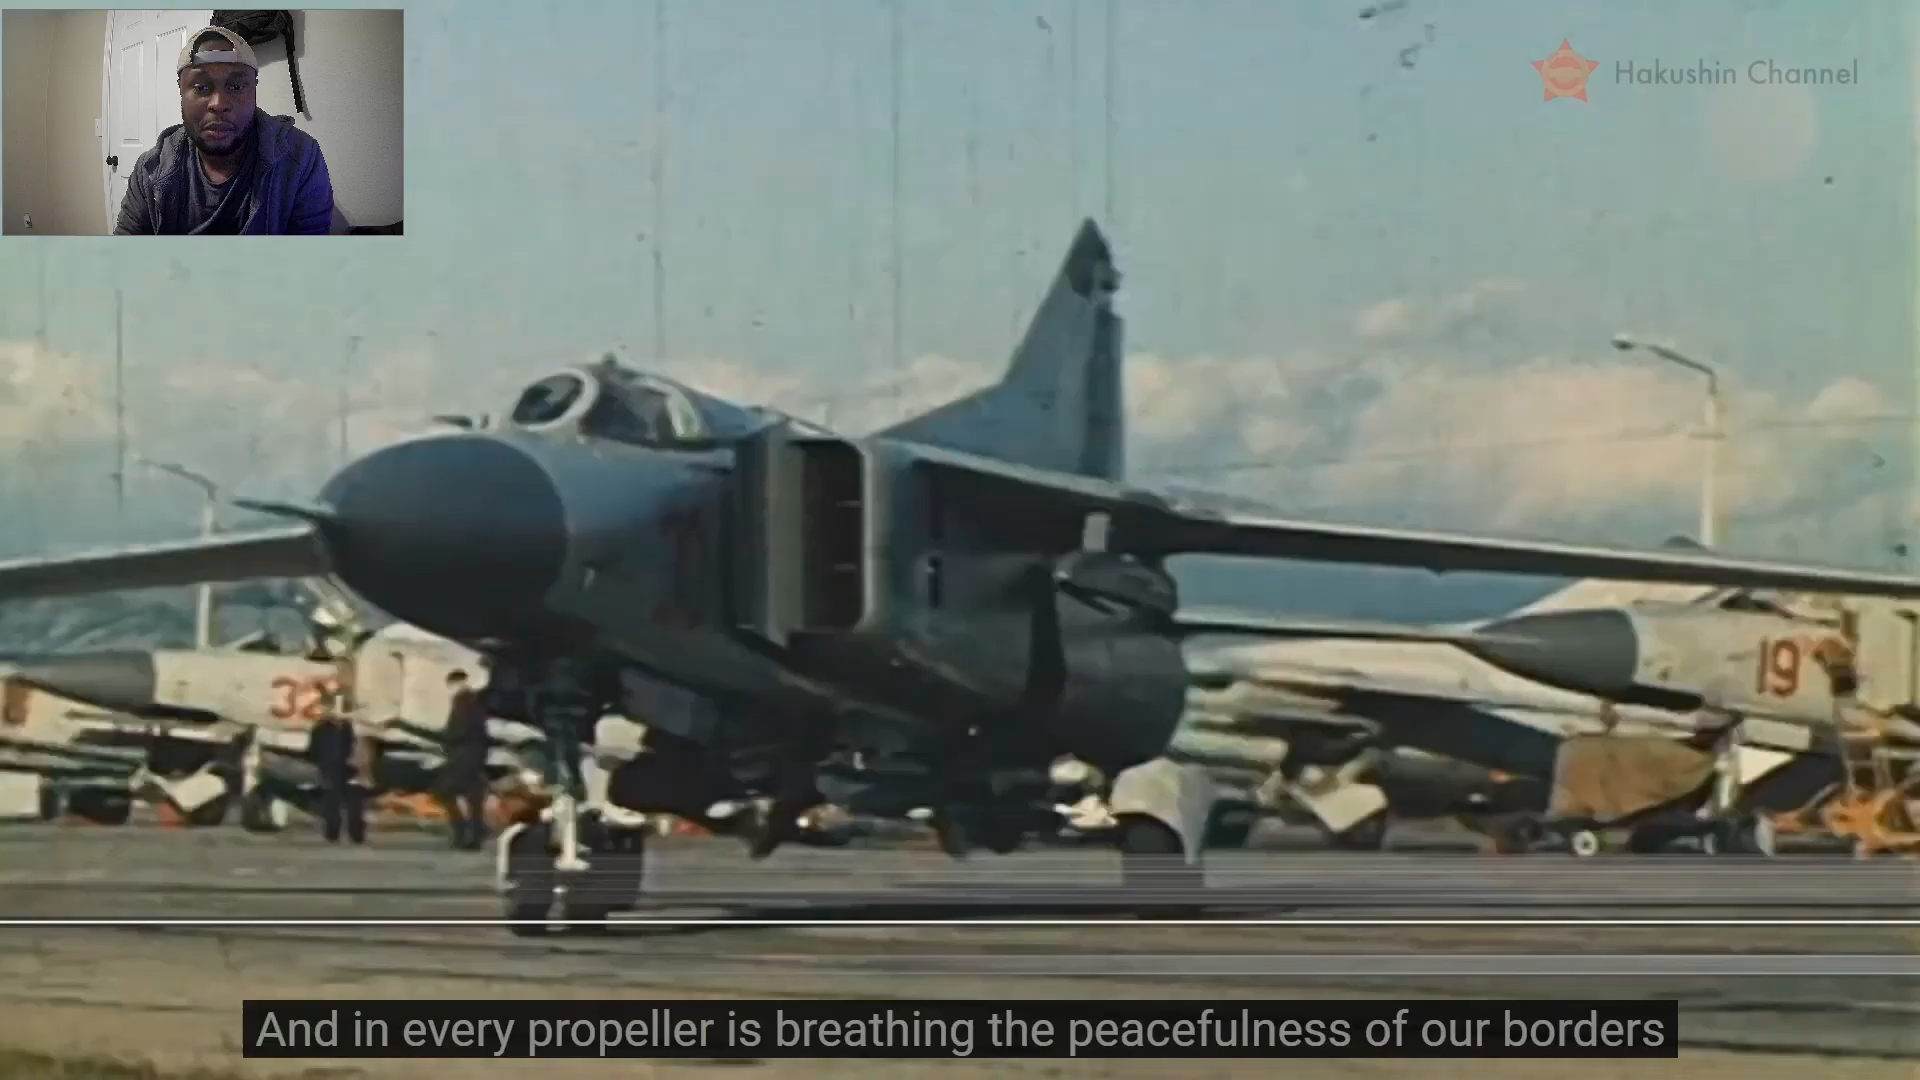 Hakushin Channel
32
19
And in every propeller is breathing the peacefulness of our borders